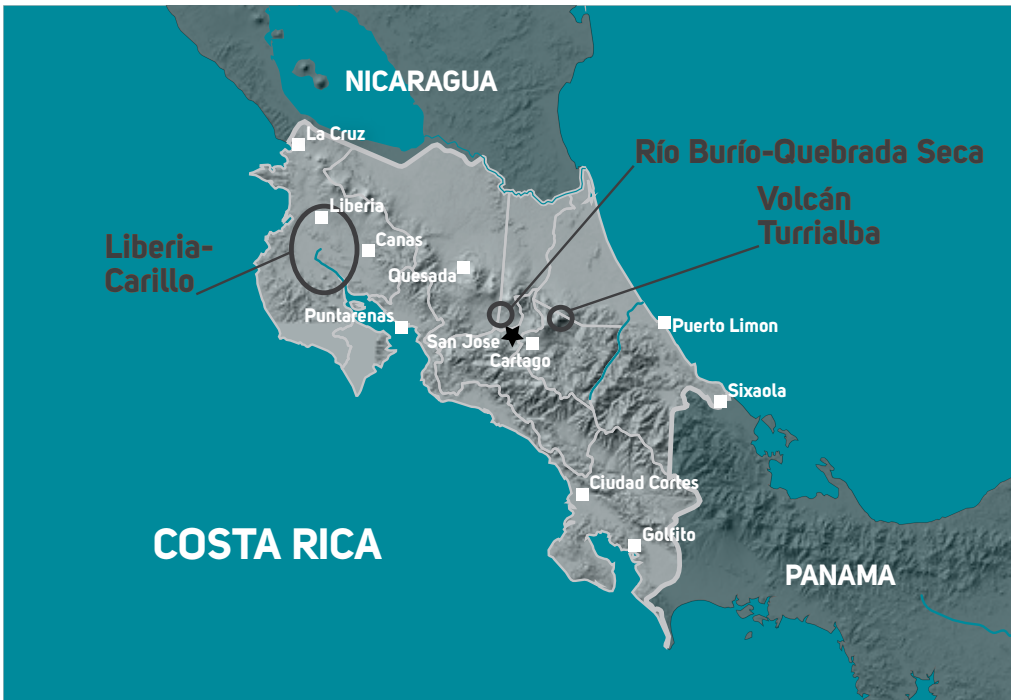 NICARAGUA
La Cruz
Río Burío-Quebrada Seca
Volcán
Turrialba
Liberia
Liberia-
Carillo
Canas
Quesada
Puntarenas
San Jose
Cartago
Puerto Limon
Sixaola
Ciudad Cortes
Golfito
COSTA RICA
PANAMA